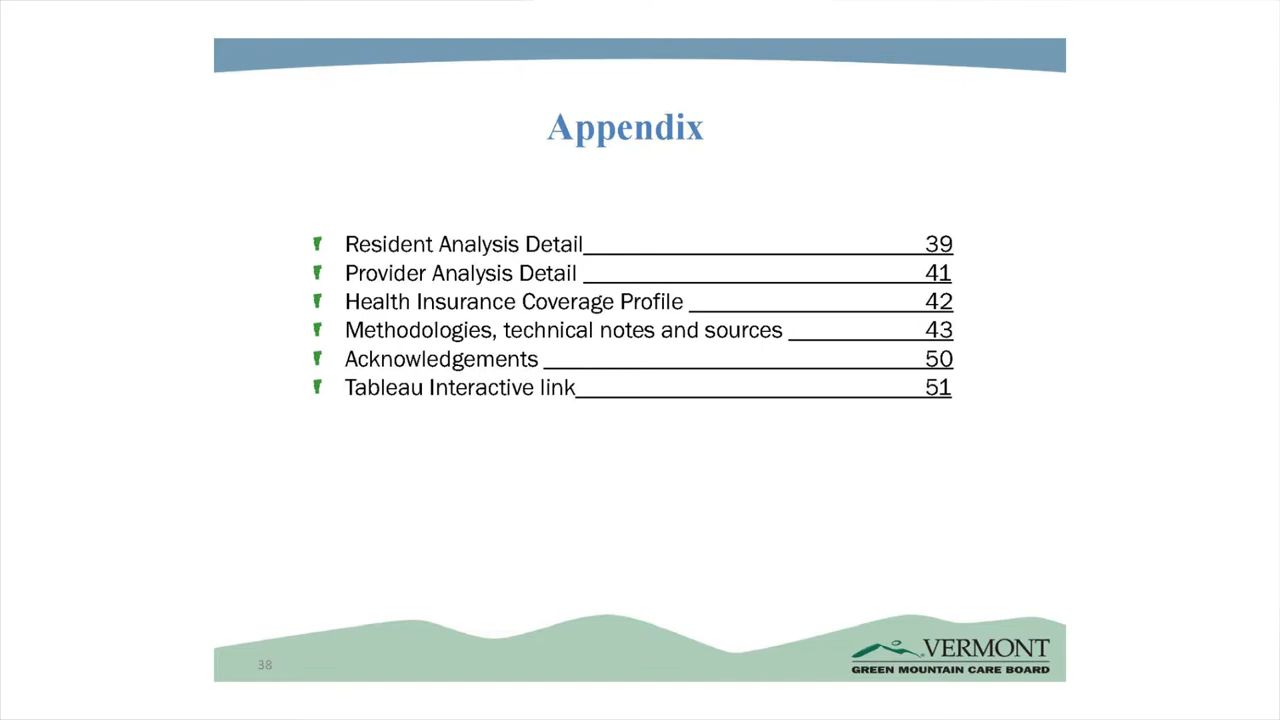 Appendix
Resident Analysis Detail 39
Provider Analysis Detail 41
Health Insurance Coverage Profile 42
Methodologies, technical notes and sources 43
Acknowledgements 50
Tableau Interactive link 51
38
VERMONT
GREEN MOUNTAIN CARE BOARD